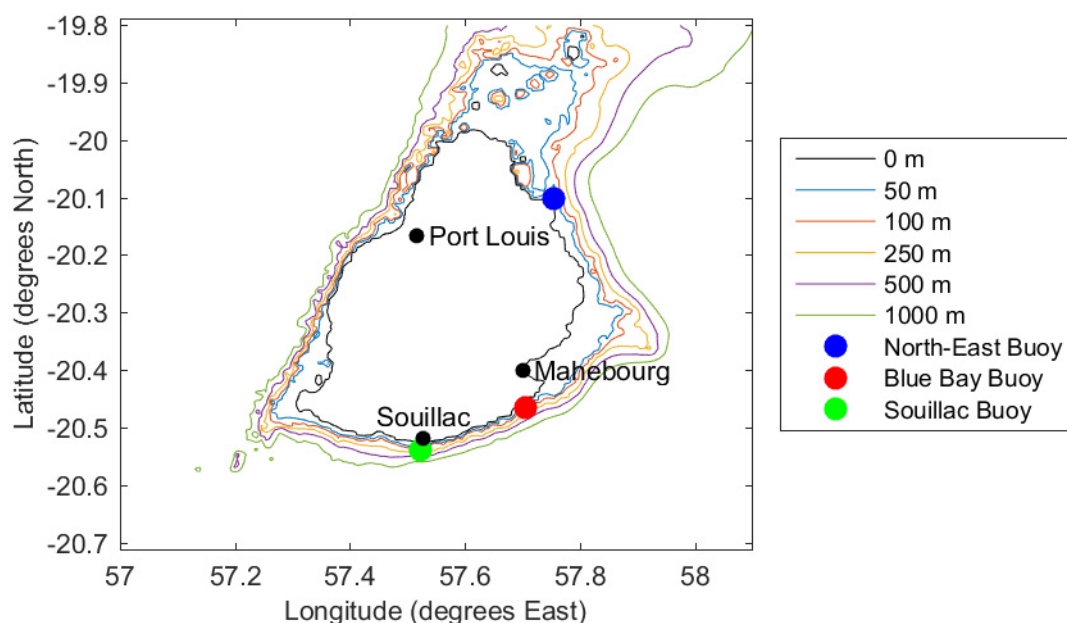 -19.8
-19.9
-20
-20.1
-20.2
-20.3
-20.4
-20.5
-20.6
-20.7
Latitude (degrees North)
Port Louis
Mahebourg
Souillac
57
57.2
57.4
57.6
57.8
58
Longitude (degrees East)
0 m
50 m
100 m
250 m
500 m
1000 m
North-East Buoy
Blue Bay Buoy
Souillac Buoy